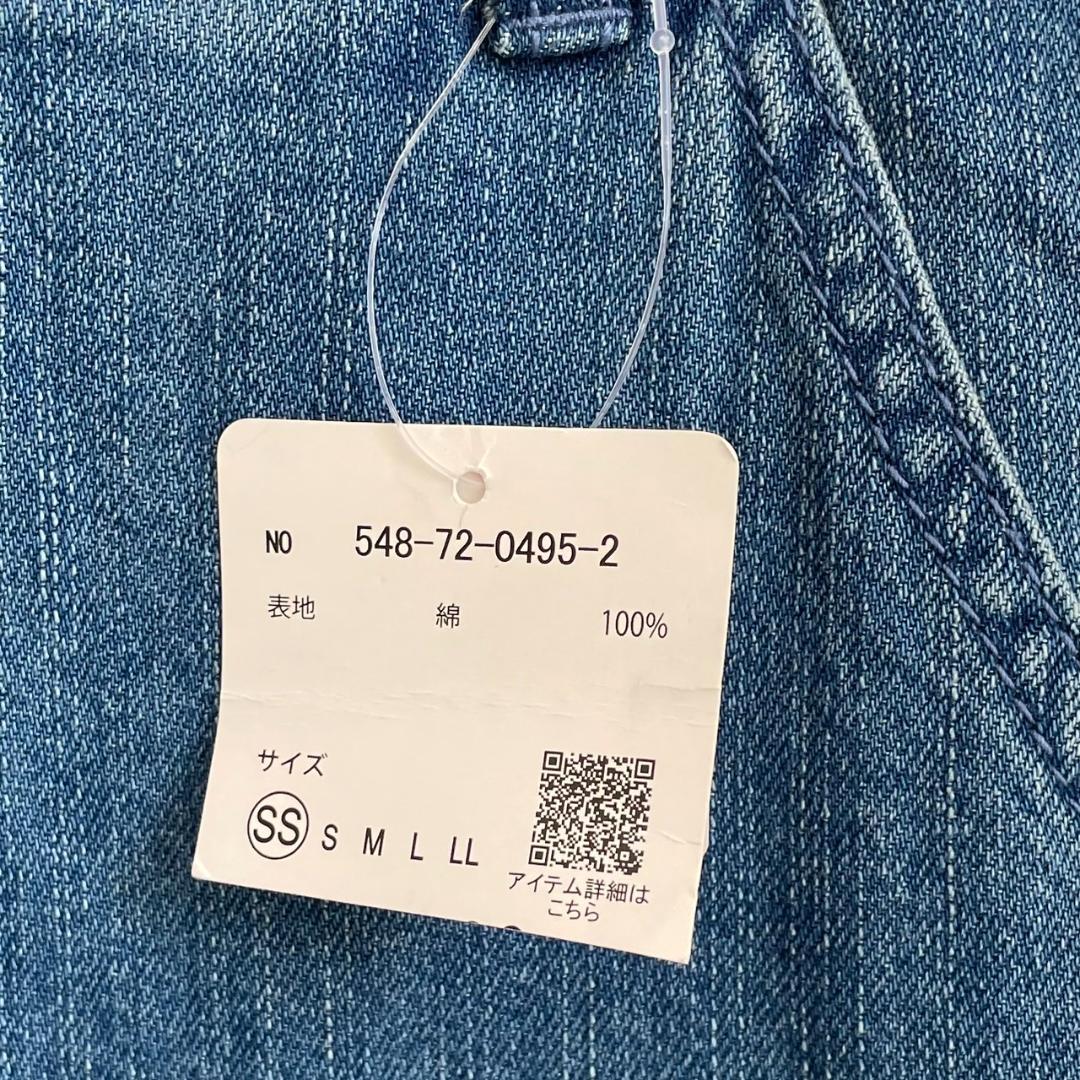 NO 548-72-0495-2
表地 綿 100%
サイズ
SS S M L LL
アイテム詳細は
こちら